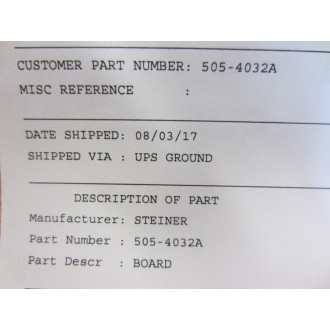 CUSTOMER PART NUMBER: 505-4032A
MISC REFERENCE :
DATE SHIPPED: 08/03/17
SHIPPED VIA : UPS GROUND
DESCRIPTION OF PART
Manufacturer: STEINER
Part Number : 505-4032A
Part Descr : BOARD